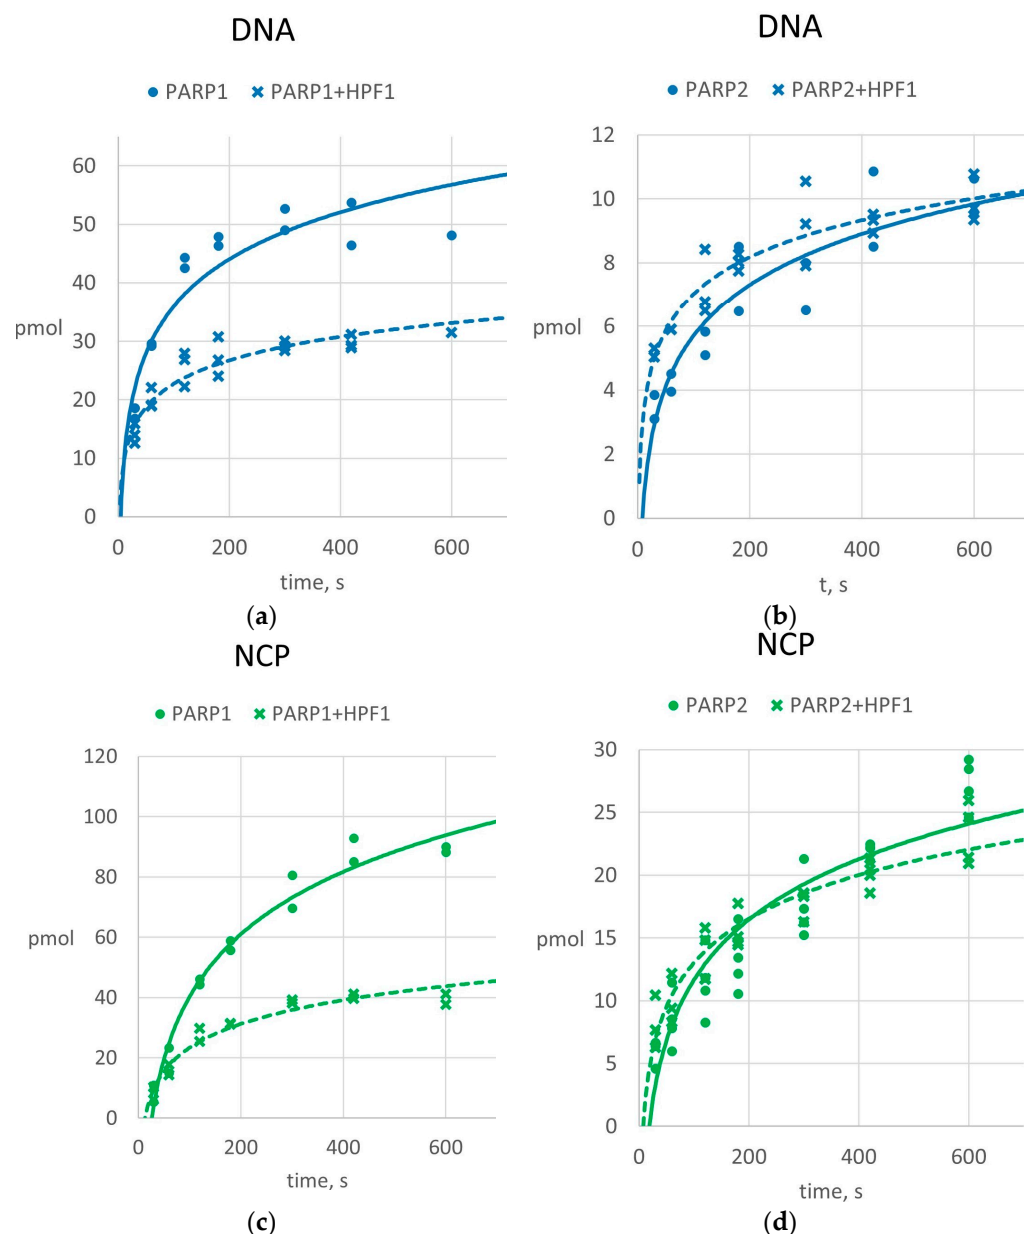 DNA
PARP1 PARP1+HPF1
60
50
40
30
20
10
0
pmol
0 200 400 600
time, s
(a)
DNA
PARP2 PARP2+HPF1
12
10
8
6
4
2
0
pmol
0 200 400 600
t, s
(b)
NCP
PARP1 PARP1+HPF1
120
100
80
60
40
20
0
pmol
0 200 400 600
time, s
(c)
NCP
PARP2 PARP2+HPF1
30
25
20
15
10
5
0
pmol
0 200 400 600
time, s
(d)